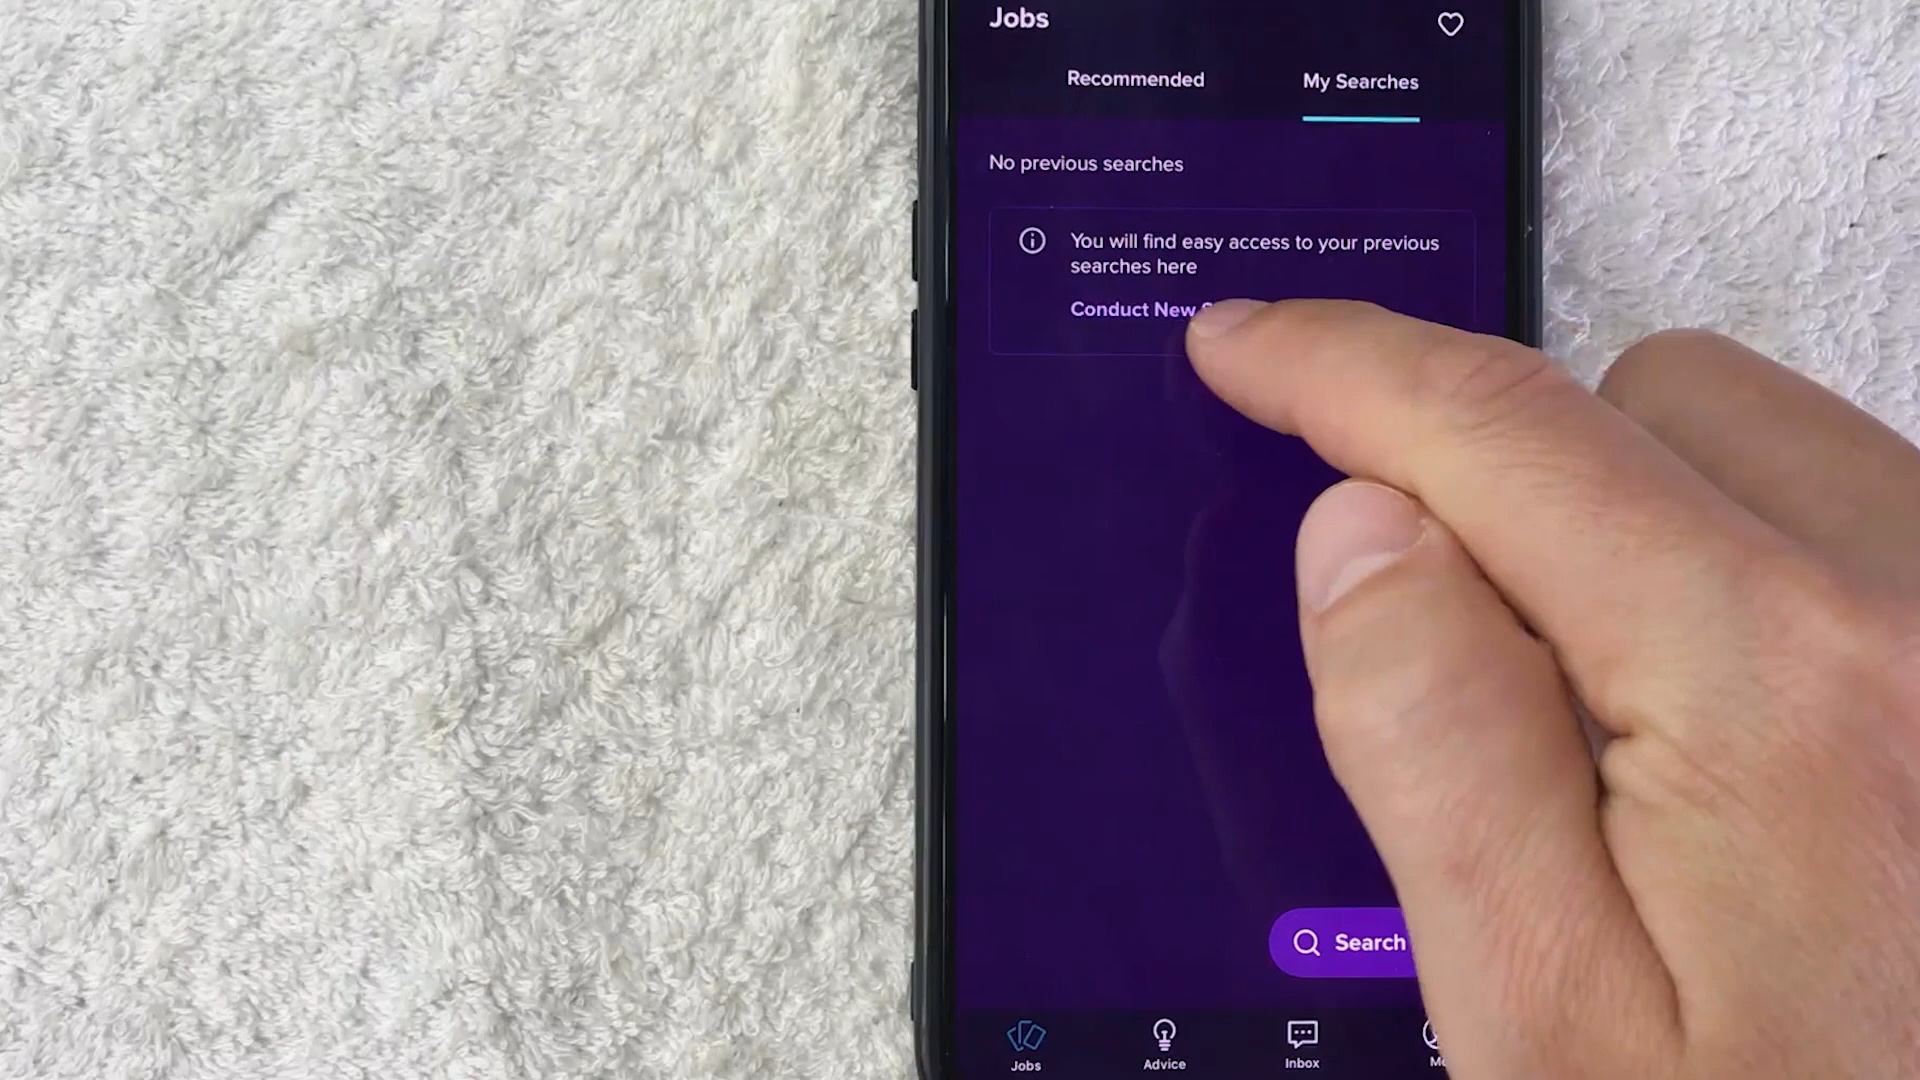 Jobs
Recommended
My Searches
No previous searches
You will find easy access to your previous
searches here
Conduct New
Search
Jobs
Advice
Inbox